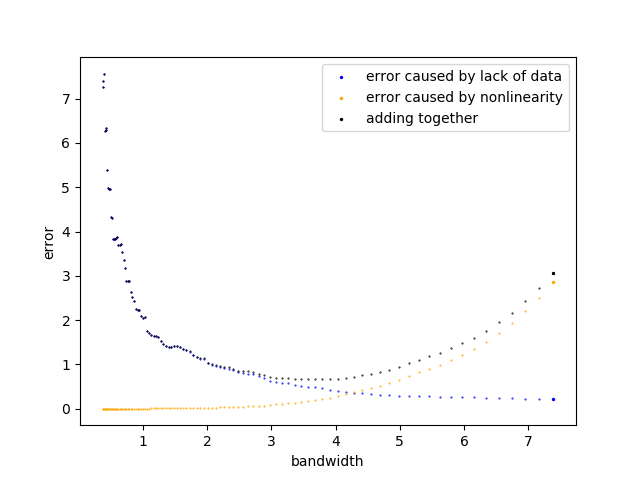 error caused by lack of data
error caused by nonlinearity
adding together
7
6
5
4
3
2
1
0
error
1 2 3 4 5 6 7
bandwidth